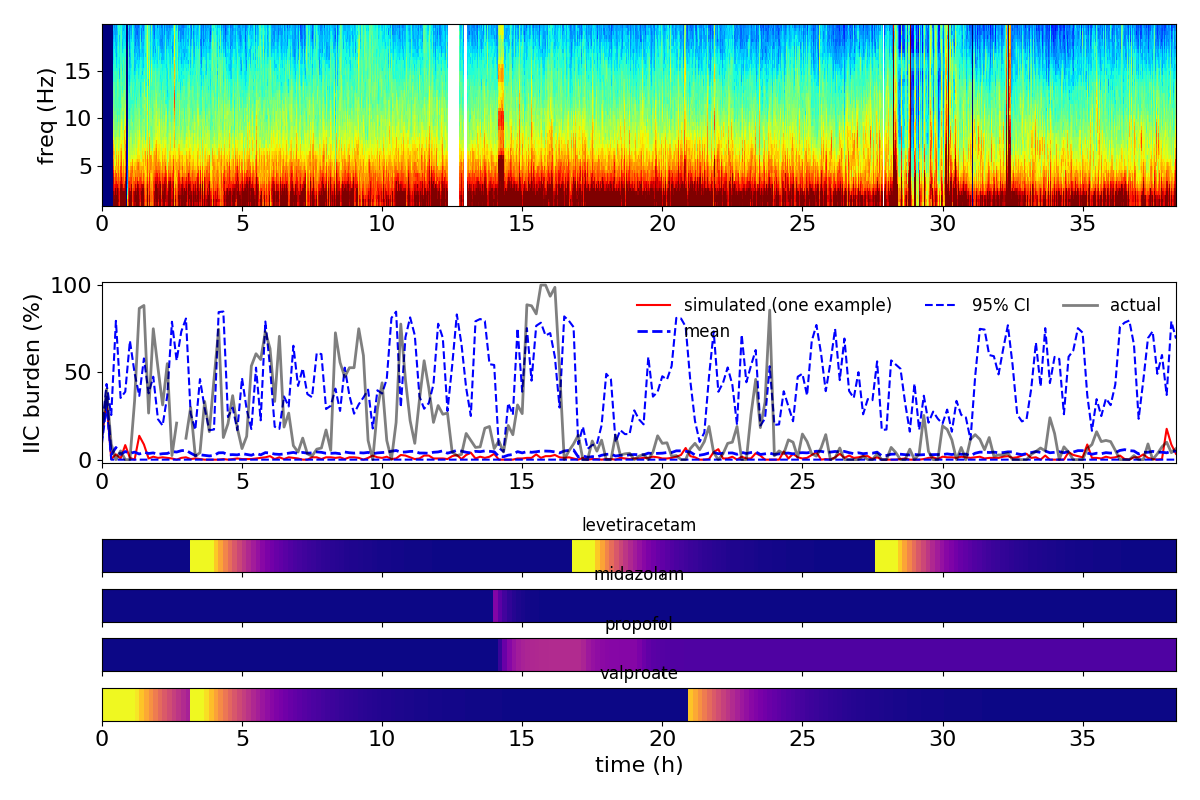 freq (Hz)
15
10
5
0 5 10 15 20 25 30 35
IIC burden (%)
100
50
0
simulated (one example) 95% CI actual
mean
0 5 10 15 20 25 30 35
levetiracetam
midazolam
propofol
valproate
0 5 10 15 20 25 30 35
time (h)